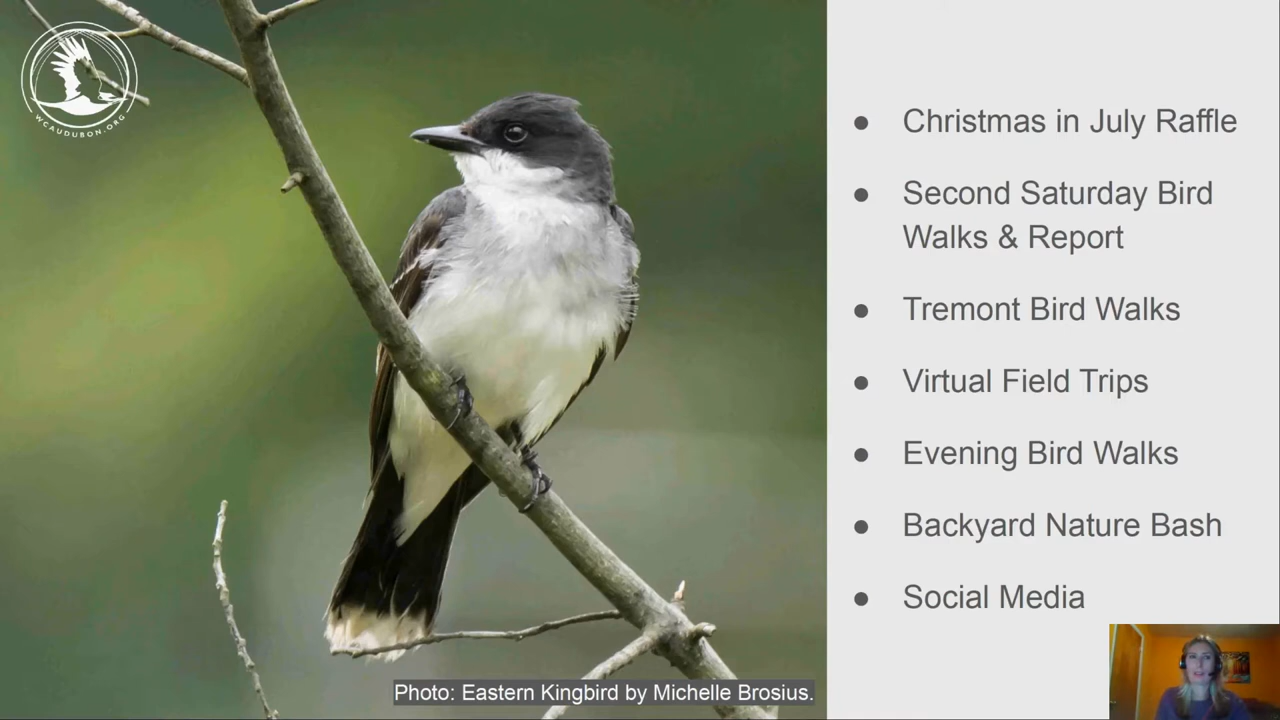 WCAUDUBON.ORG
Christmas in July Raffle
Second Saturday Bird
Walks & Report
Tremont Bird Walks
Virtual Field Trips
Evening Bird Walks
Backyard Nature Bash
Social Media
Photo: Eastern Kingbird by Michelle Brosius.